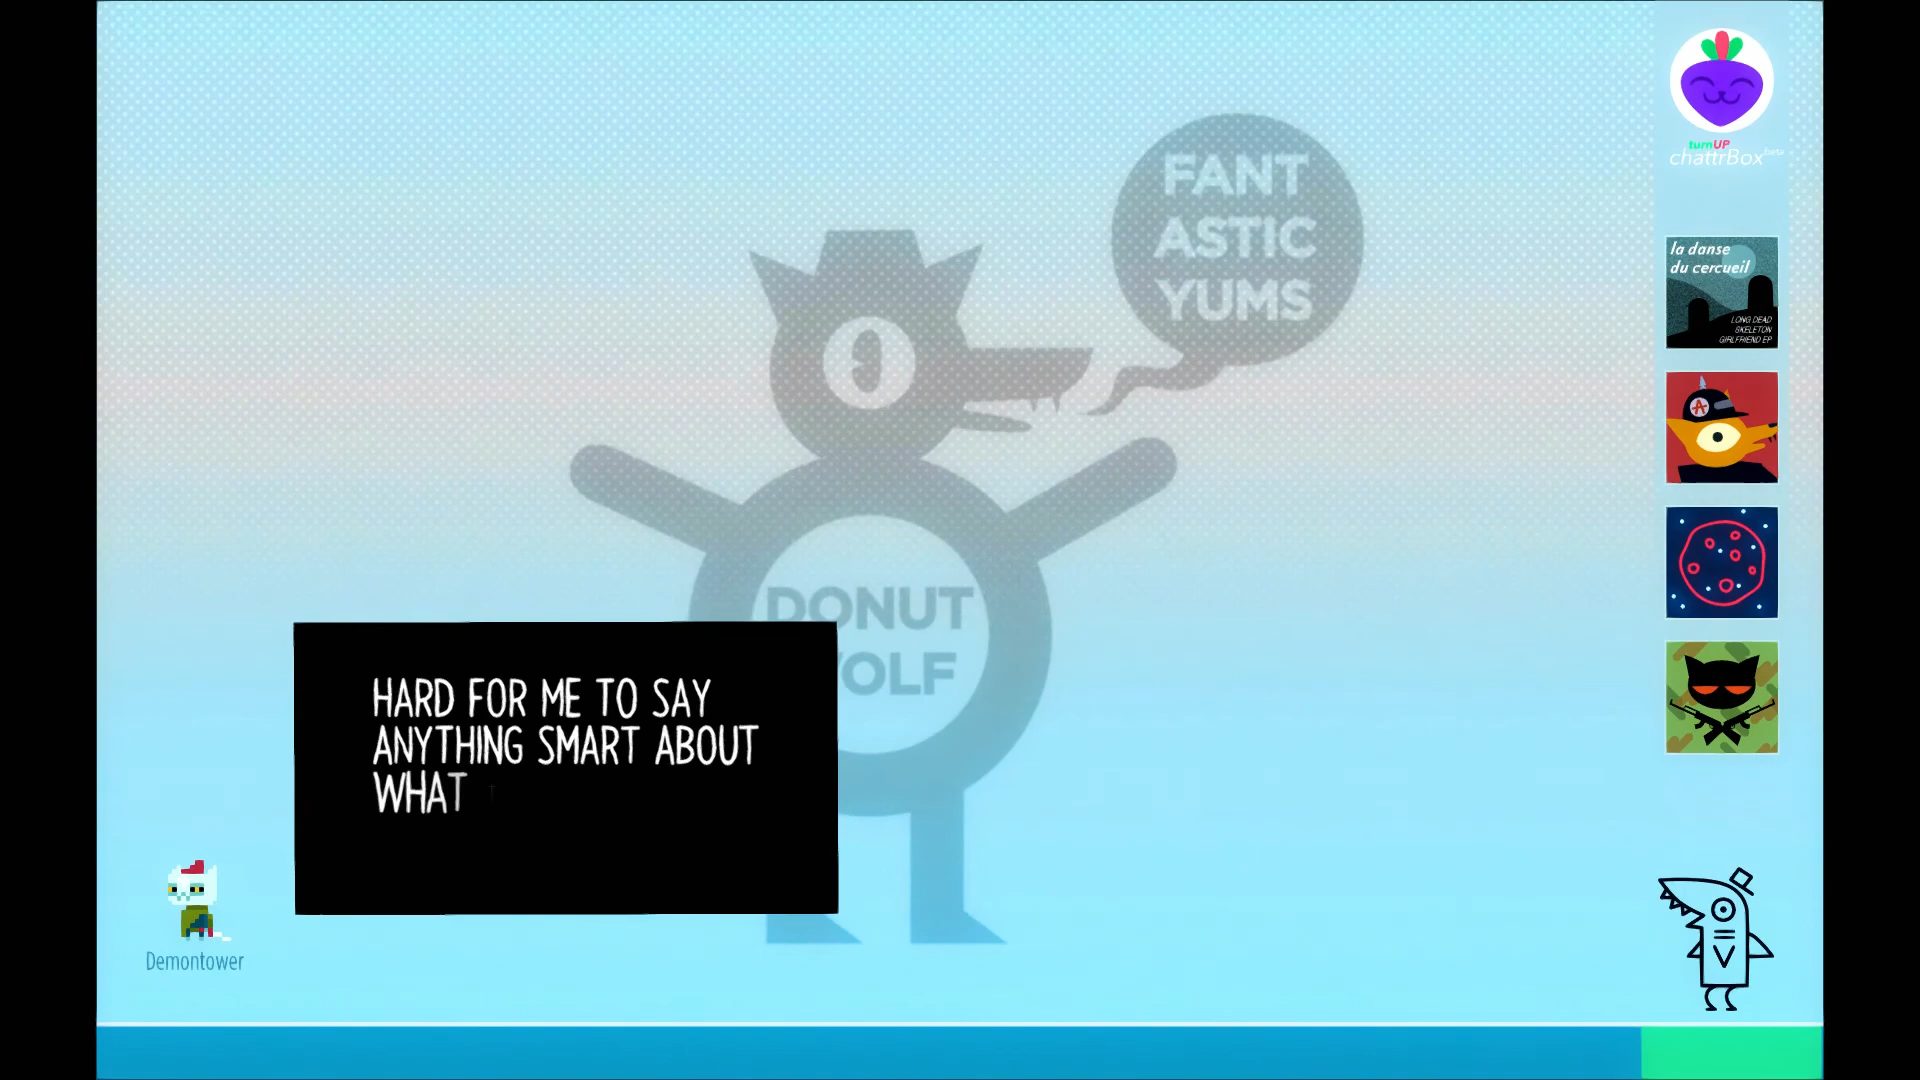 FANT
ASTIC
YUMS
turnUP
chattrBox beta
la danse
du cercueil
LONG DEAD
SKELETON
GIRLFRIEND EP
A
DONUT
OLF
HARD FOR ME TO SAY
ANYTHING SMART ABOUT
WHAT
Demontower